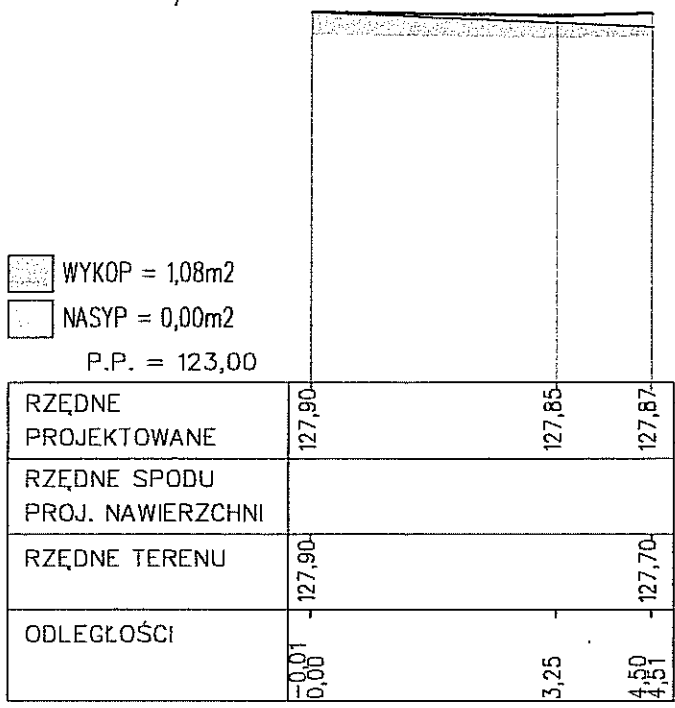 WYKOP = 1,08m2
NASYP = 0,00m2
P.P. = 123,00
RZĘDNE
PROJEKTOWANE
127,90
127,85
127,87
RZĘDNE SPODU
PROJ. NAWIERZCHNI
RZĘDNE TERENU
127,90
127,70
ODLEGŁOŚCI
-0,01
0,00
3,25
4,50
4,51